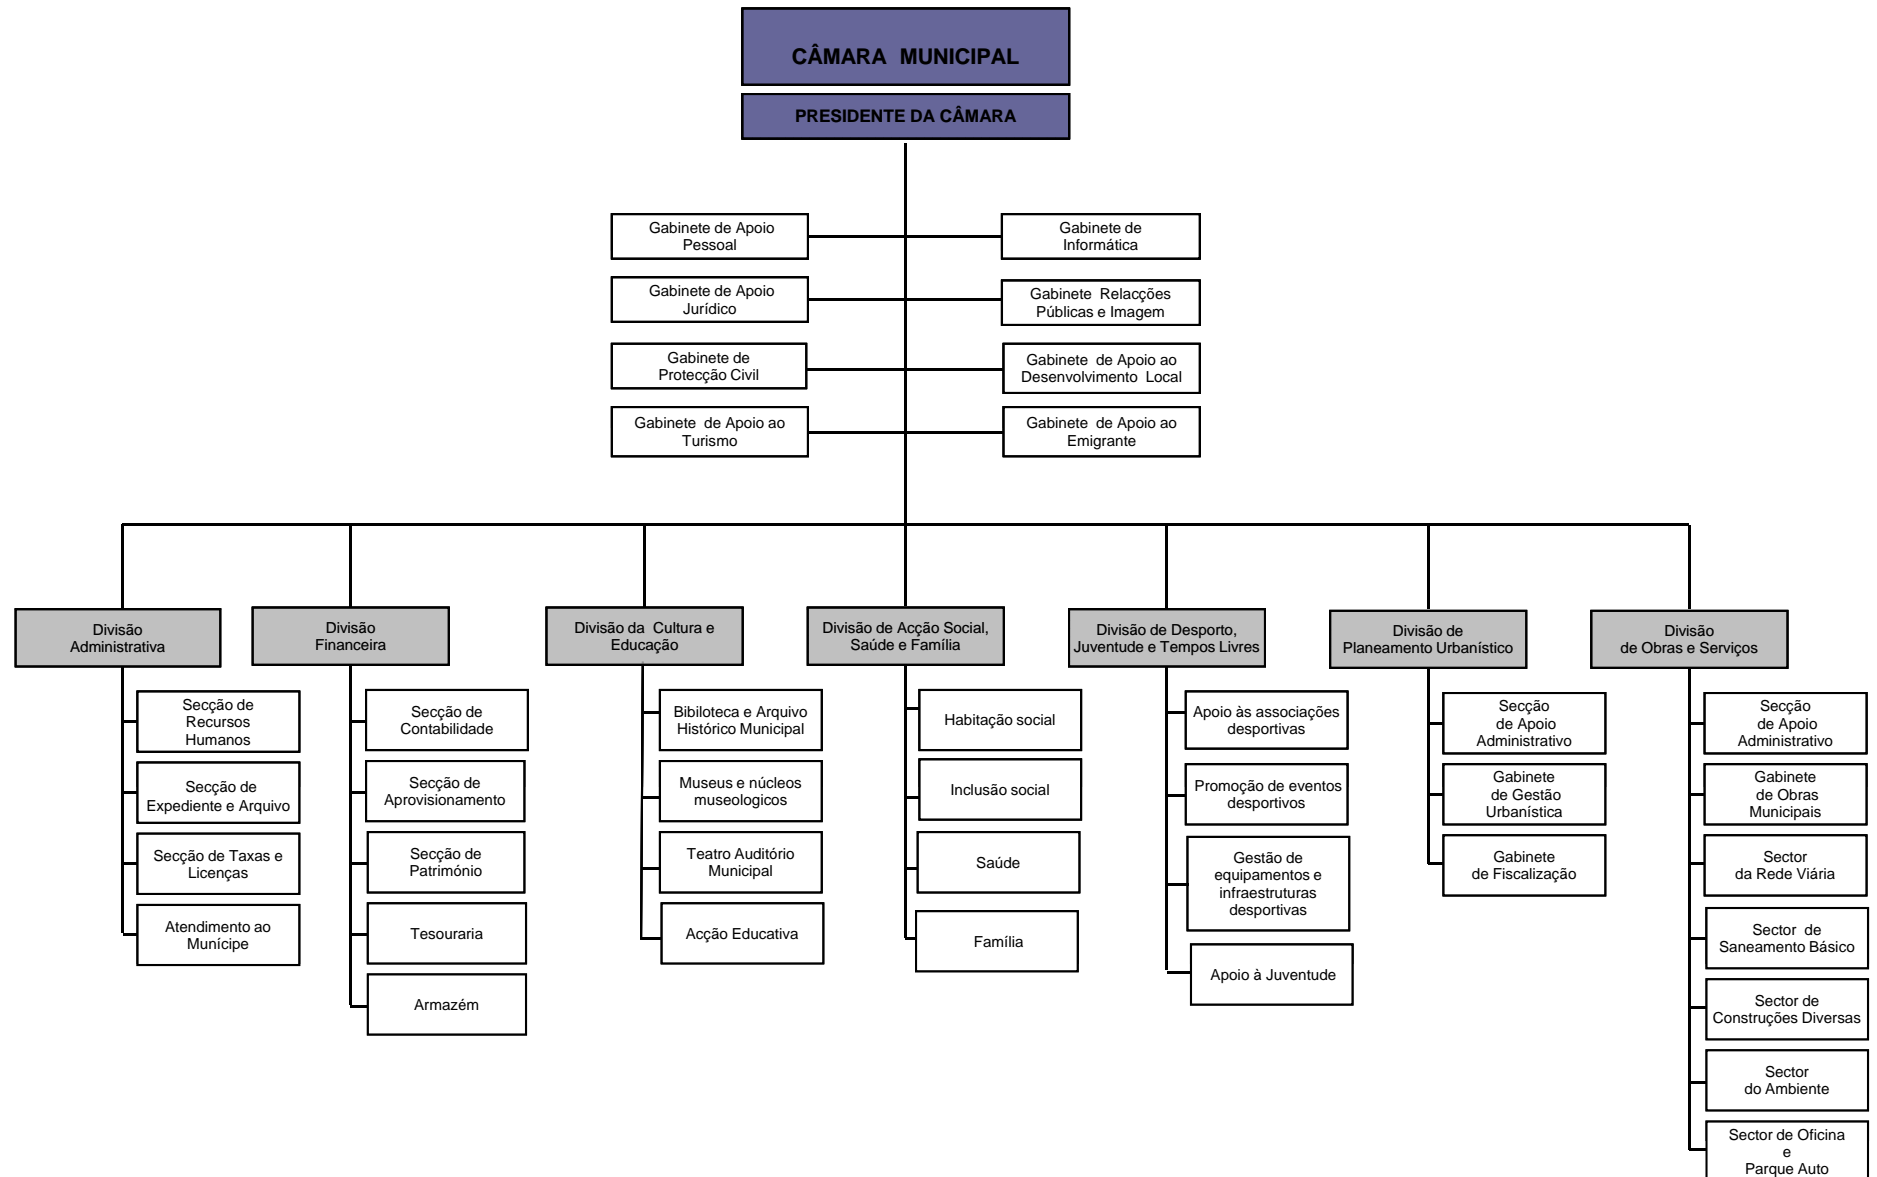 CÂMARA MUNICIPAL
PRESIDENTE DA CÂMARA
Gabinete de Apoio
Pessoal
Gabinete de
Informática
Gabinete de Apoio
Jurídico
Gabinete Relacções
Públicas e Imagem
Gabinete de
Protecção Civil
Gabinete de Apoio ao
Desenvolvimento Local
Gabinete de Apoio ao
Turismo
Gabinete de Apoio ao
Emigrante
Divisão
Administrativa
Secção de
Recursos
Humanos
Secção de
Expediente e Arquivo
Secção de Taxas e
Licenças
Atendimento ao
Munícipe
Divisão
Financeira
Secção de
Contabilidade
Secção de
Aprovisionamento
Secção de
Património
Tesouraria
Armazém
Divisão da Cultura e
Educação
Bibiloteca e Arquivo
Histórico Municipal
Museus e núcleos
museologicos
Teatro Auditório
Municipal
Acção Educativa
Divisão de Acção Social,
Saúde e Família
Habitação social
Inclusão social
Saúde
Família
Divisão de Desporto,
Juventude e Tempos Livres
Apoio às associações
desportivas
Promoção de eventos
desportivos
Gestão de
equipamentos e
infraestruturas
desportivas
Apoio à Juventude
Divisão de
Planeamento Urbanístico
Secção
de Apoio
Administrativo
Gabinete
de Gestão
Urbanística
Gabinete
de Fiscalização
Divisão
de Obras e Serviços
Secção
de Apoio
Administrativo
Gabinete
de Obras
Municipais
Sector
da Rede Viária
Sector de
Saneamento Básico
Sector de
Construções Diversas
Sector
do Ambiente
Sector de Oficina
e
Parque Auto